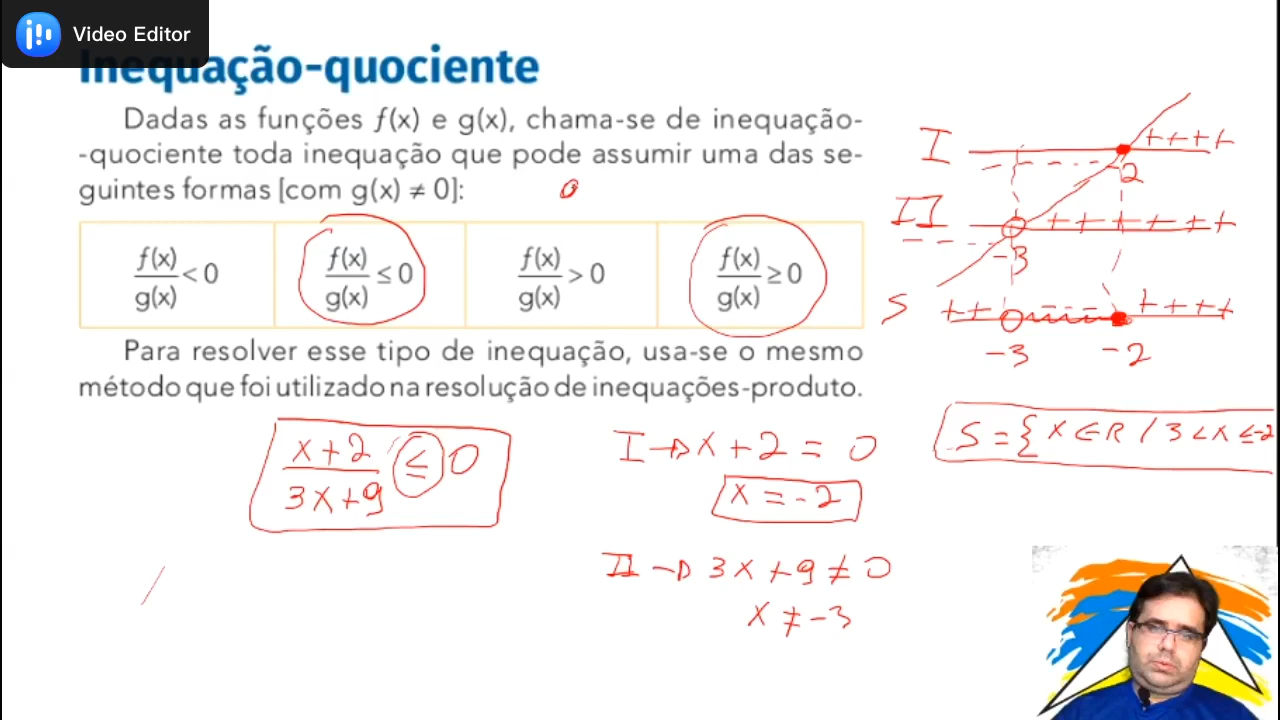 Video Editor
Inequação-quociente
Dadas as funções f(x) e g(x), chama-se de inequação-
-quociente toda inequação que pode assumir uma das se-
guintes formas [com g(x) ≠ 0]:
0
f(x)/g(x) < 0
f(x)/g(x) ≤ 0
f(x)/g(x) > 0
f(x)/g(x) ≥ 0
Para resolver esse tipo de inequação, usa-se o mesmo
método que foi utilizado na resolução de inequações-produto.
x+2/3x+9 ≤ 0
I → x + 2 = 0
x = -2
II → 3x + 9 ≠ 0
x ≠ -3
I - - - - - ++++
-2
II - - - + + + + + +
-3
S ++ - - - - ++++
-3 -2
S = { x ∈ R / 3 < x ≤ -2